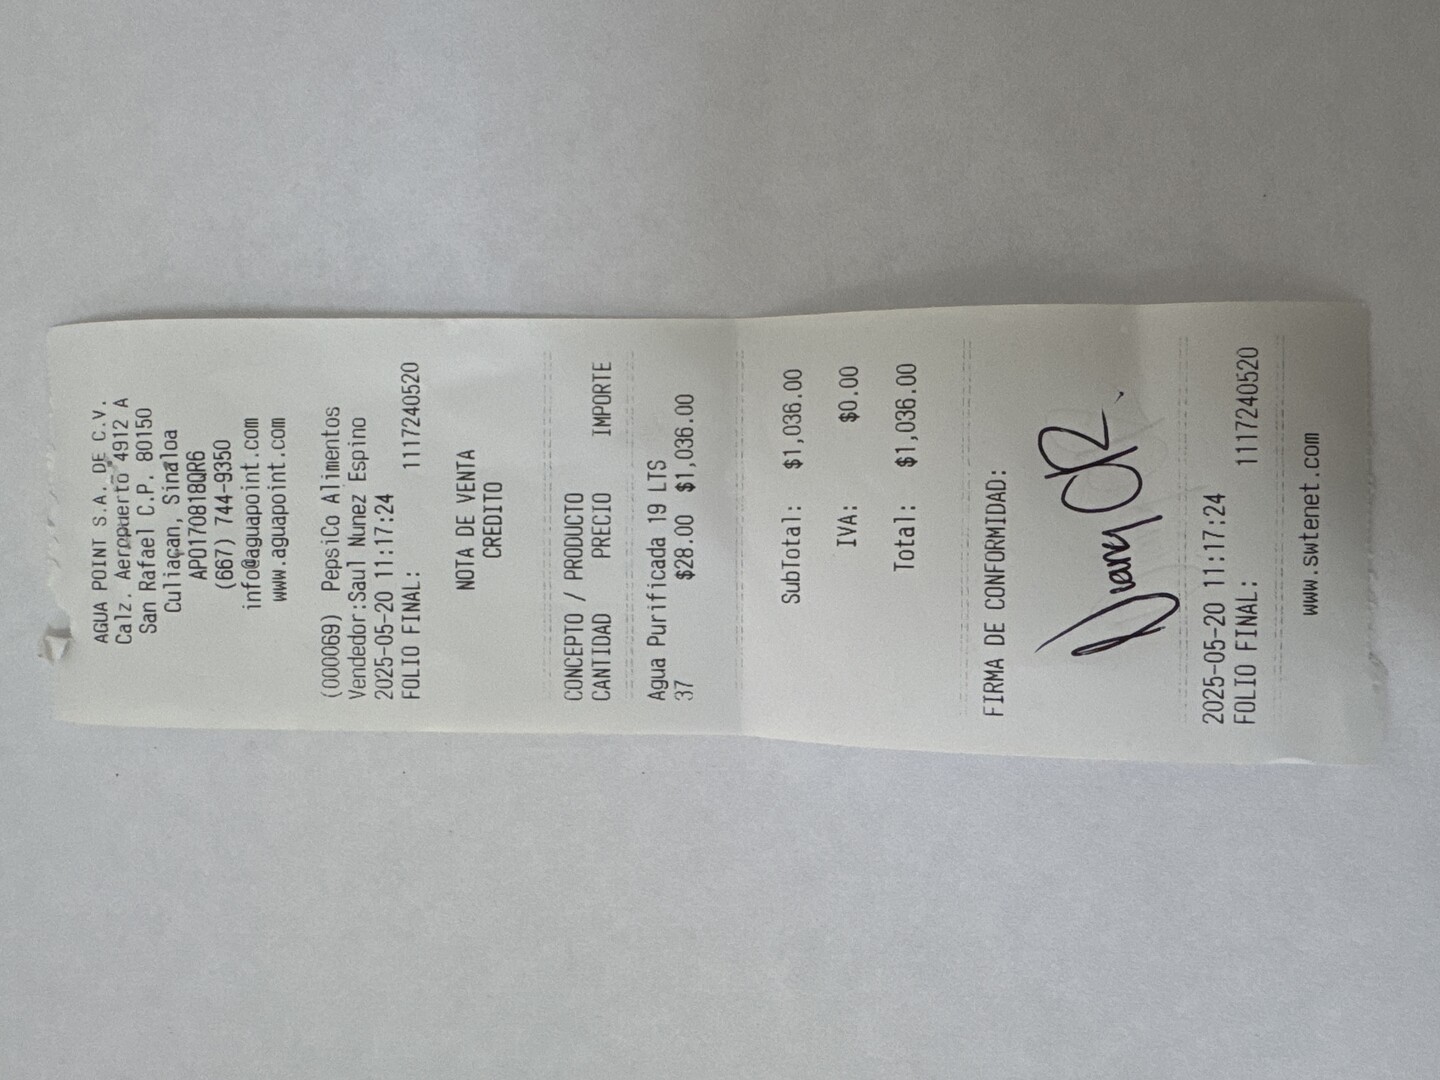 AGUA POINT S.A. DE C.V.
Calz. Aeropuerto 4912 A
San Rafael C.P. 80150
Culiaçan, Sinaloa
APO170818QR6
(667) 744-9350
info@aguapoint.com
www.aguapoint.com
(000069) PepsiCo Alimentos
Vendedor:Saul Nunez Espino
2025-05-20 11:17:24
FOLIO FINAL: 1117240520
NOTA DE VENTA
CREDITO
CONCEPTO / PRODUCTO
CANTIDAD PRECIO IMPORTE
Agua Purificada 19 LTS
37 $28.00 $1,036.00
SubTotal: $1,036.00
IVA: $0.00
Total: $1,036.00
FIRMA DE CONFORMIDAD:
2025-05-20 11:17:24
FOLIO FINAL: 1117240520
www.swtenet.com